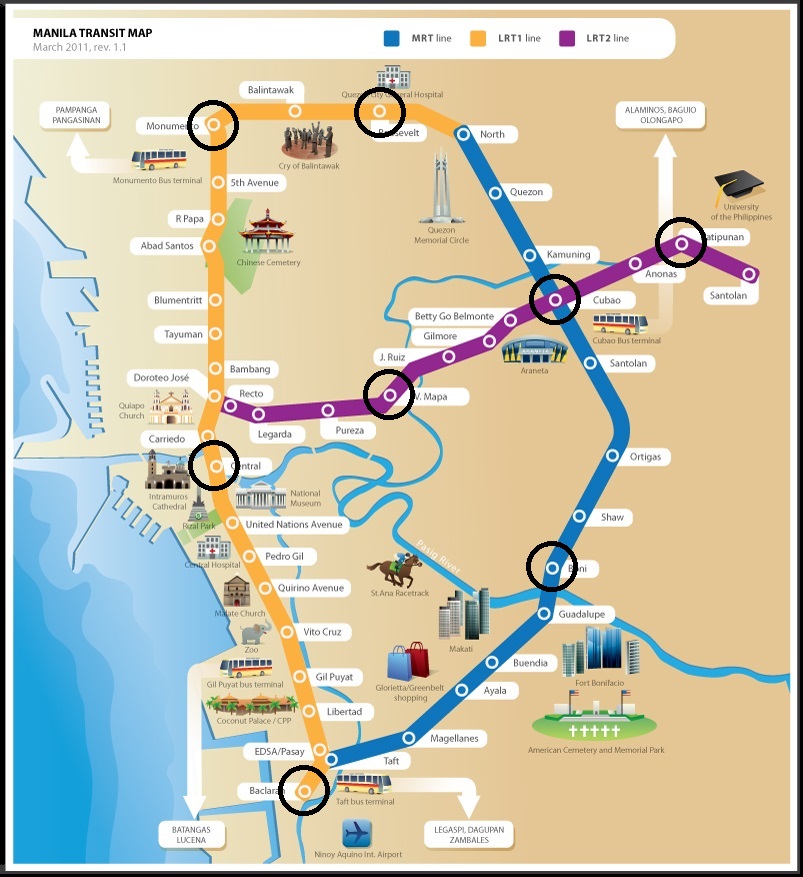 MANILA TRANSIT MAP
March 2011, rev. 1.1
MRT line
LRT1 line
LRT2 line
Balintawak
Quezon City General Hospital
PAMPANGA
PANGASINAN
Monumento
Roosevelt
North
ALAMINOS, BAGUIO
OLONGAPO
Monumento Bus terminal
Cry of Balintawak
5th Avenue
Quezon
R Papa
Quezon
Memorial Circle
University
of the Philippines
Abad Santos
Chinese Cemetery
Kamuning
Katipunan
Anonas
Santolan
Blumentritt
Cubao
Betty Go Belmonte
Tayuman
Gilmore
Cubao Bus terminal
J. Ruiz
Araneta
Santolan
Bambang
Doroteo José
Recto
V. Mapa
Quiapo
Church
Legarda
Pureza
Carriedo
Central
Ortigas
Intramuros
Cathedral
National
Museum
Rizal Park
United Nations Avenue
Shaw
Central Hospital
Pedro Gil
Pasig River
Boni
Quirino Avenue
St.Ana Racetrack
Malate Church
Guadalupe
Vito Cruz
Makati
Zoo
Buendia
Gil Puyat
Gil Puyat bus terminal
Glorietta/Greenbelt
shopping
Fort Bonifacio
Ayala
Libertad
Coconut Palace / CPP
Magellanes
American Cemetery and Memorial Park
EDSA/Pasay
Taft
Baclaran
Taft bus terminal
BATANGAS
LUCENA
LEGASPI, DAGUPAN
ZAMBALES
Ninoy Aquino Int. Airport